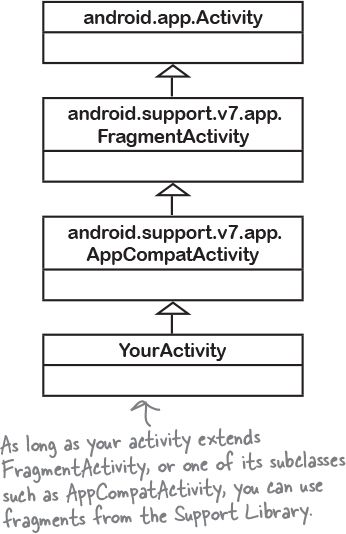 android.app.Activity
android.support.v7.app.
FragmentActivity
android.support.v7.app.
AppCompatActivity
YourActivity
As long as your activity extends
FragmentActivity, or one of its subclasses
such as AppCompatActivity, you can use
fragments from the Support Library.